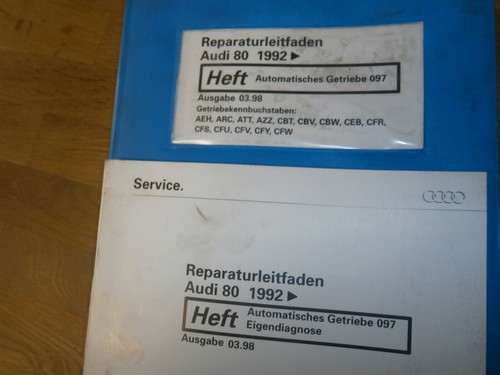 Reparaturleitfaden
Audi 80 1992 ►
Heft Automatisches Getriebe 097
Ausgabe 03.98
Getriebekennbuchstaben:
AEH, ARC, ATT, AZZ, CBT, CBV, CBW, CEB, CFR,
CFS, CFU, CFV, CFY, CFW
Service.
Reparaturleitfaden
Audi 80 1992 ►
Heft Automatisches Getriebe 097
Eigendiagnose
Ausgabe 03.98